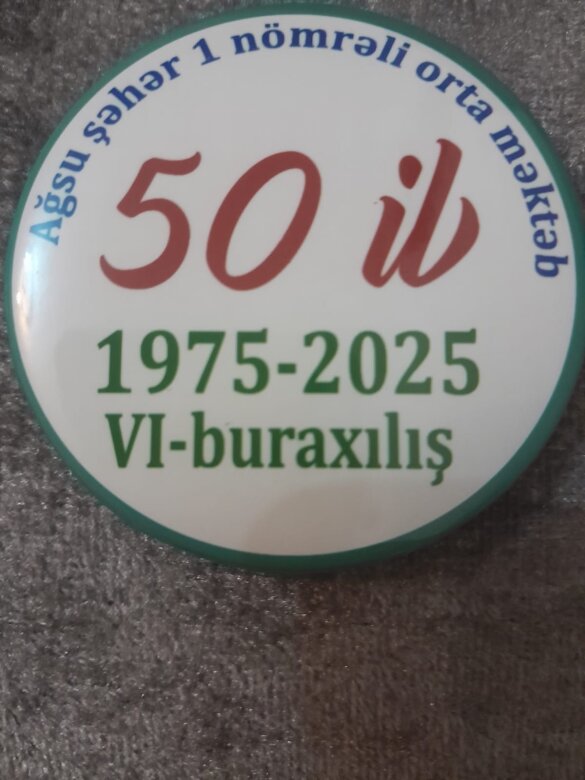 Ağsu şəhər 1 nömrəli orta məktəb
50 il
1975-2025
VI-buraxılış